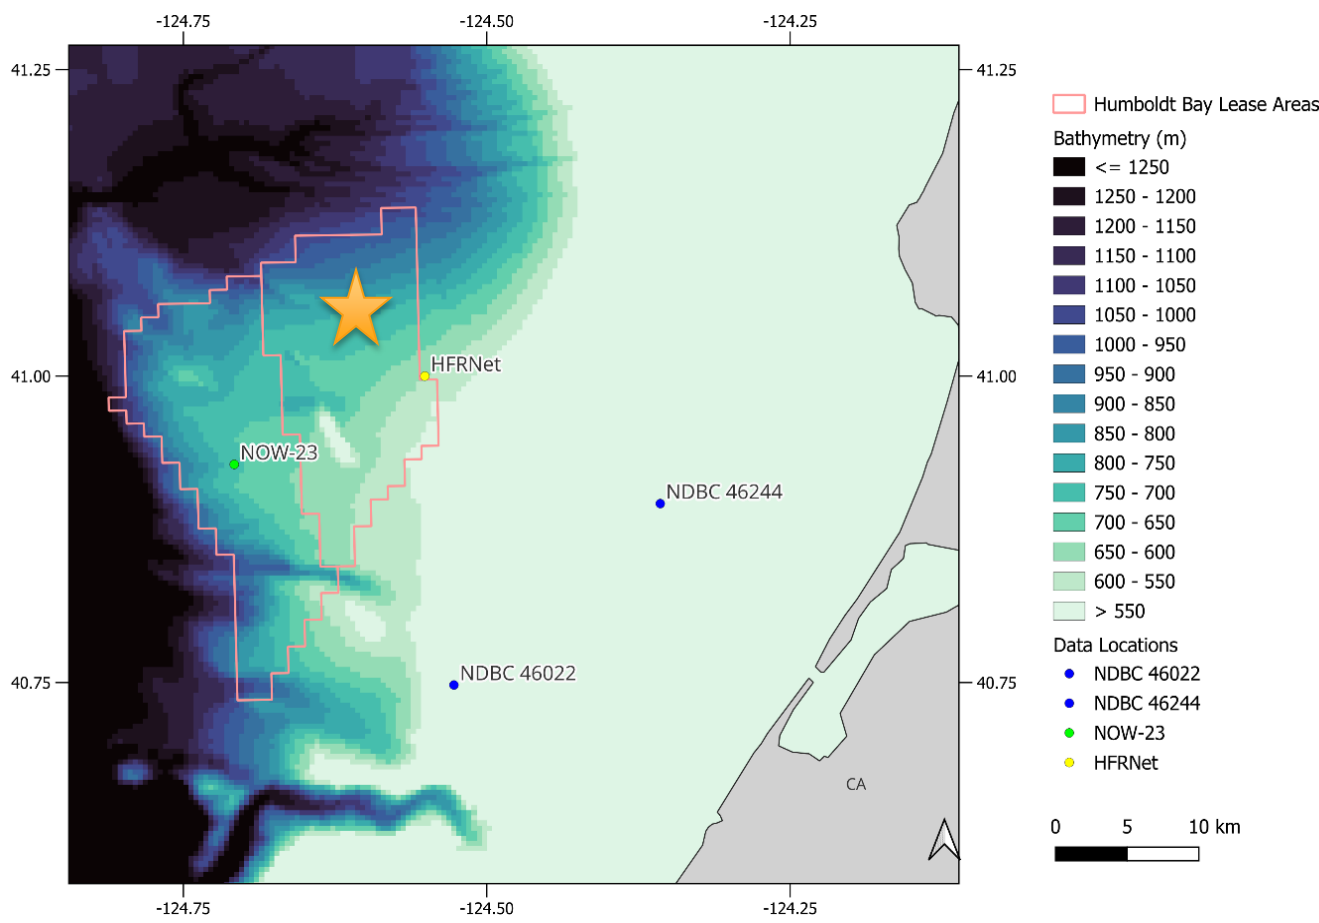 -124.75 -124.50 -124.25
41.25 41.25
Humboldt Bay Lease Areas
Bathymetry (m)
<= 1250
1250 - 1200
1200 - 1150
1150 - 1100
1100 - 1050
1050 - 1000
1000 - 950
950 - 900
900 - 850
850 - 800
800 - 750
750 - 700
700 - 650
650 - 600
600 - 550
> 550
Data Locations
NDBC 46022
NDBC 46244
NOW-23
HFRNet
0 5 10 km
HFRNet
41.00 41.00
NOW-23
NDBC 46244
NDBC 46022
40.75 40.75
CA
-124.75 -124.50 -124.25